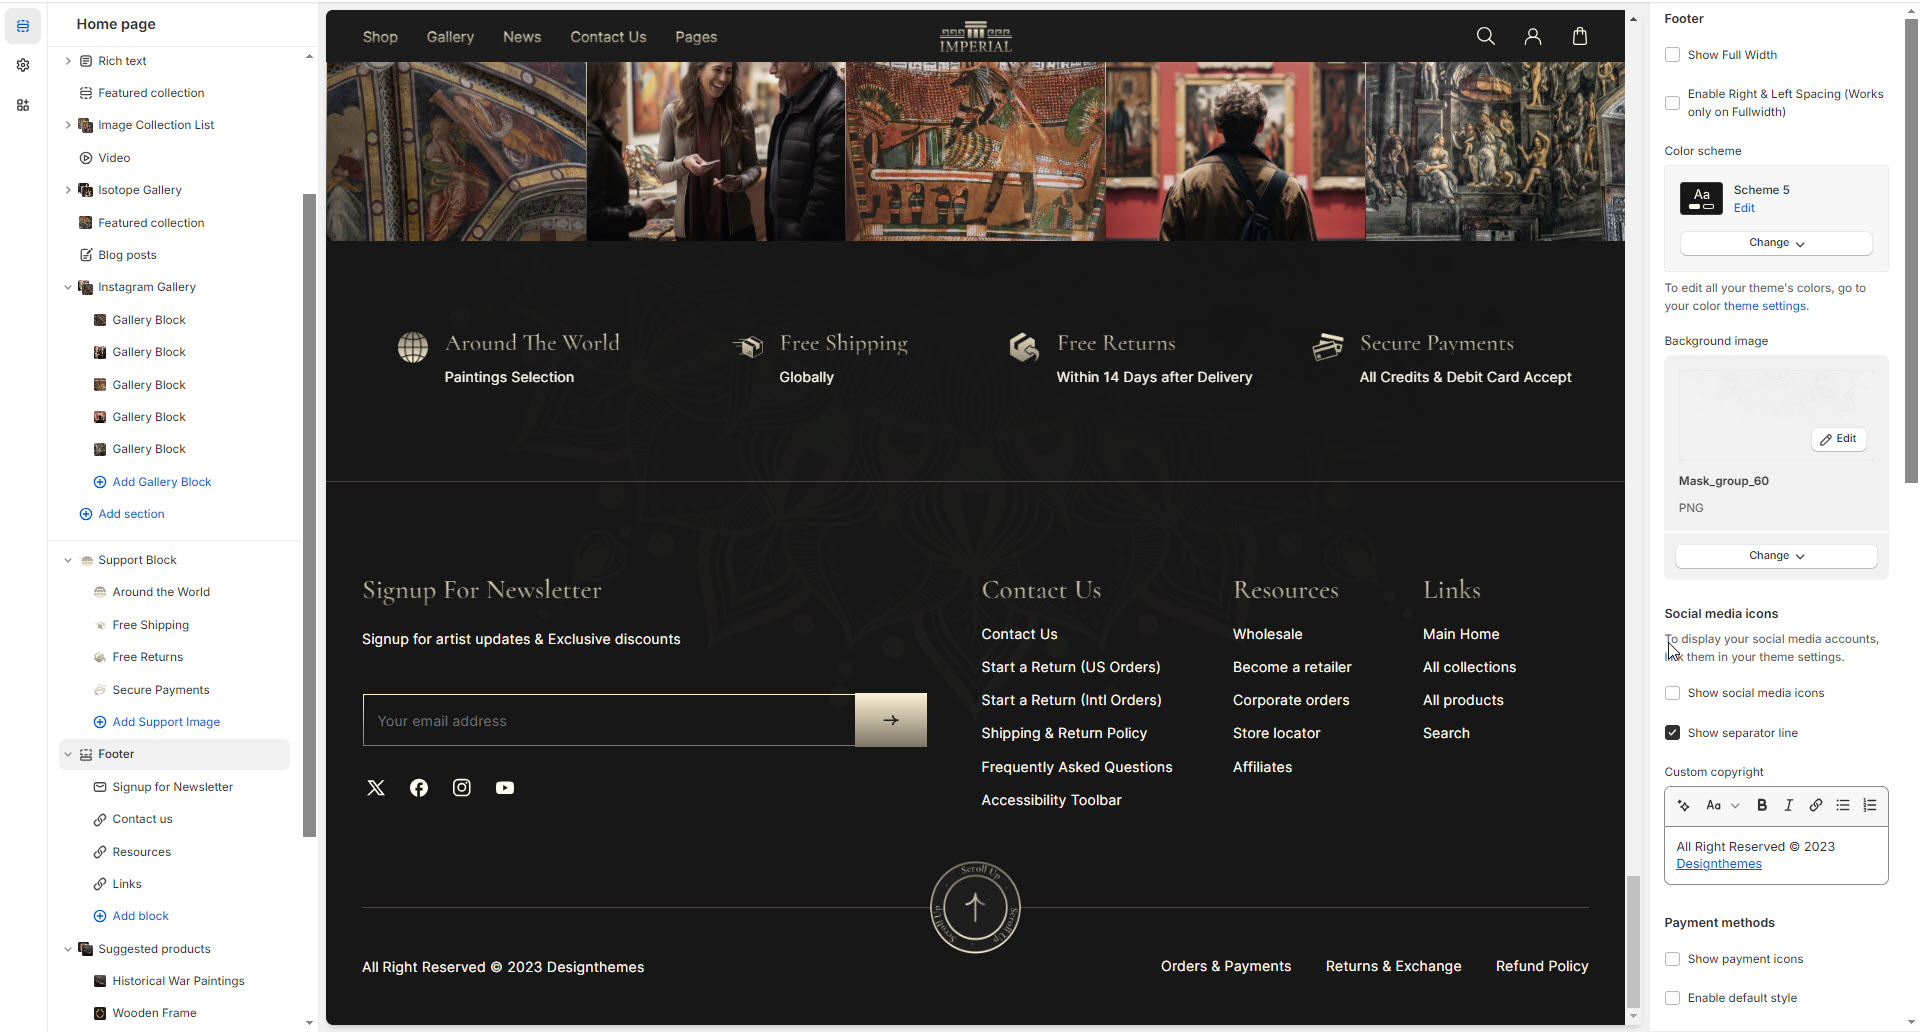 Home page
Rich text
Featured collection
Image Collection List
Video
Isotope Gallery
Featured collection
Blog posts
Instagram Gallery
Gallery Block
Gallery Block
Gallery Block
Gallery Block
Gallery Block
Add Gallery Block
Add section
Support Block
Around the World
Free Shipping
Free Returns
Secure Payments
Add Support Image
Footer
Signup for Newsletter
Contact us
Resources
Links
Add block
Suggested products
Historical War Paintings
Wooden Frame
Shop Gallery News Contact Us Pages
IMPERIAL
Around The World
Paintings Selection
Free Shipping
Globally
Free Returns
Within 14 Days after Delivery
Secure Payments
All Credits & Debit Card Accept
Signup For Newsletter
Signup for artist updates & Exclusive discounts
Your email address
Contact Us
Contact Us
Start a Return (US Orders)
Start a Return (Intl Orders)
Shipping & Return Policy
Frequently Asked Questions
Accessibility Toolbar
Resources
Wholesale
Become a retailer
Corporate orders
Store locator
Affiliates
Links
Main Home
All collections
All products
Search
Scroll Up
Scroll Up
Scroll Up
All Right Reserved © 2023 Designthemes
Orders & Payments Returns & Exchange Refund Policy
Footer
Show Full Width
Enable Right & Left Spacing (Works
only on Fullwidth)
Color scheme
Aa
Scheme 5
Edit
Change
To edit all your theme's colors, go to
your color theme settings.
Background image
Edit
Mask_group_60
PNG
Change
Social media icons
To display your social media accounts,
them in your theme settings.
Show social media icons
Show separator line
Custom copyright
Aa B I
All Right Reserved © 2023
Designthemes
Payment methods
Show payment icons
Enable default style